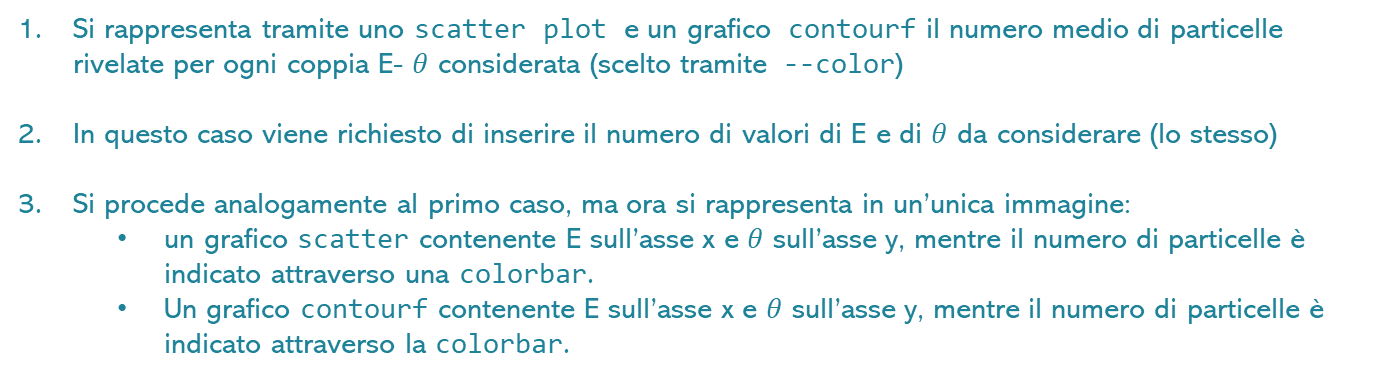 1. Si rappresenta tramite uno scatter plot e un grafico contourf il numero medio di particelle
rivelate per ogni coppia E- θ considerata (scelto tramite --color)
2. In questo caso viene richiesto di inserire il numero di valori di E e di θ da considerare (lo stesso)
3. Si procede analogamente al primo caso, ma ora si rappresenta in un’unica immagine:
• un grafico scatter contenente E sull’asse x e θ sull’asse y, mentre il numero di particelle è
indicato attraverso una colorbar.
• Un grafico contourf contenente E sull’asse x e θ sull’asse y, mentre il numero di particelle è
indicato attraverso la colorbar.